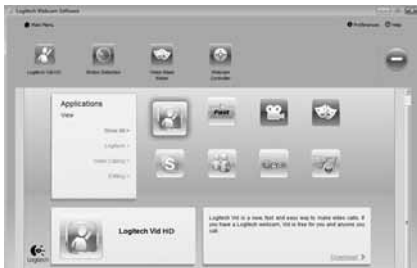 Logitech Webcam Software
Main Menu
Preferences
Help
Logitech Vid HD
Motion Detection
Video Mask Maker
Webcam Controller
Applications
View
Show All >
Logitech >
Video Calling >
Editing >
Logitech Vid HD
Logitech Vid is a new, fast and easy way to make video calls. If
you have a Logitech webcam, Vid is free for you and anyone you
call.
Download >
Logitech